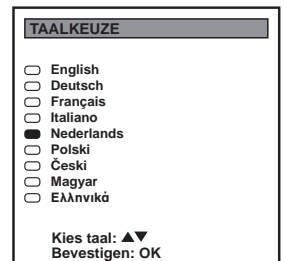 TAALKEUZE
English
Deutsch
Français
Italiano
Nederlands
Polski
Česki
Magyar
Ελληνικά
Kies taal: ▲▼
Bevestigen: OK